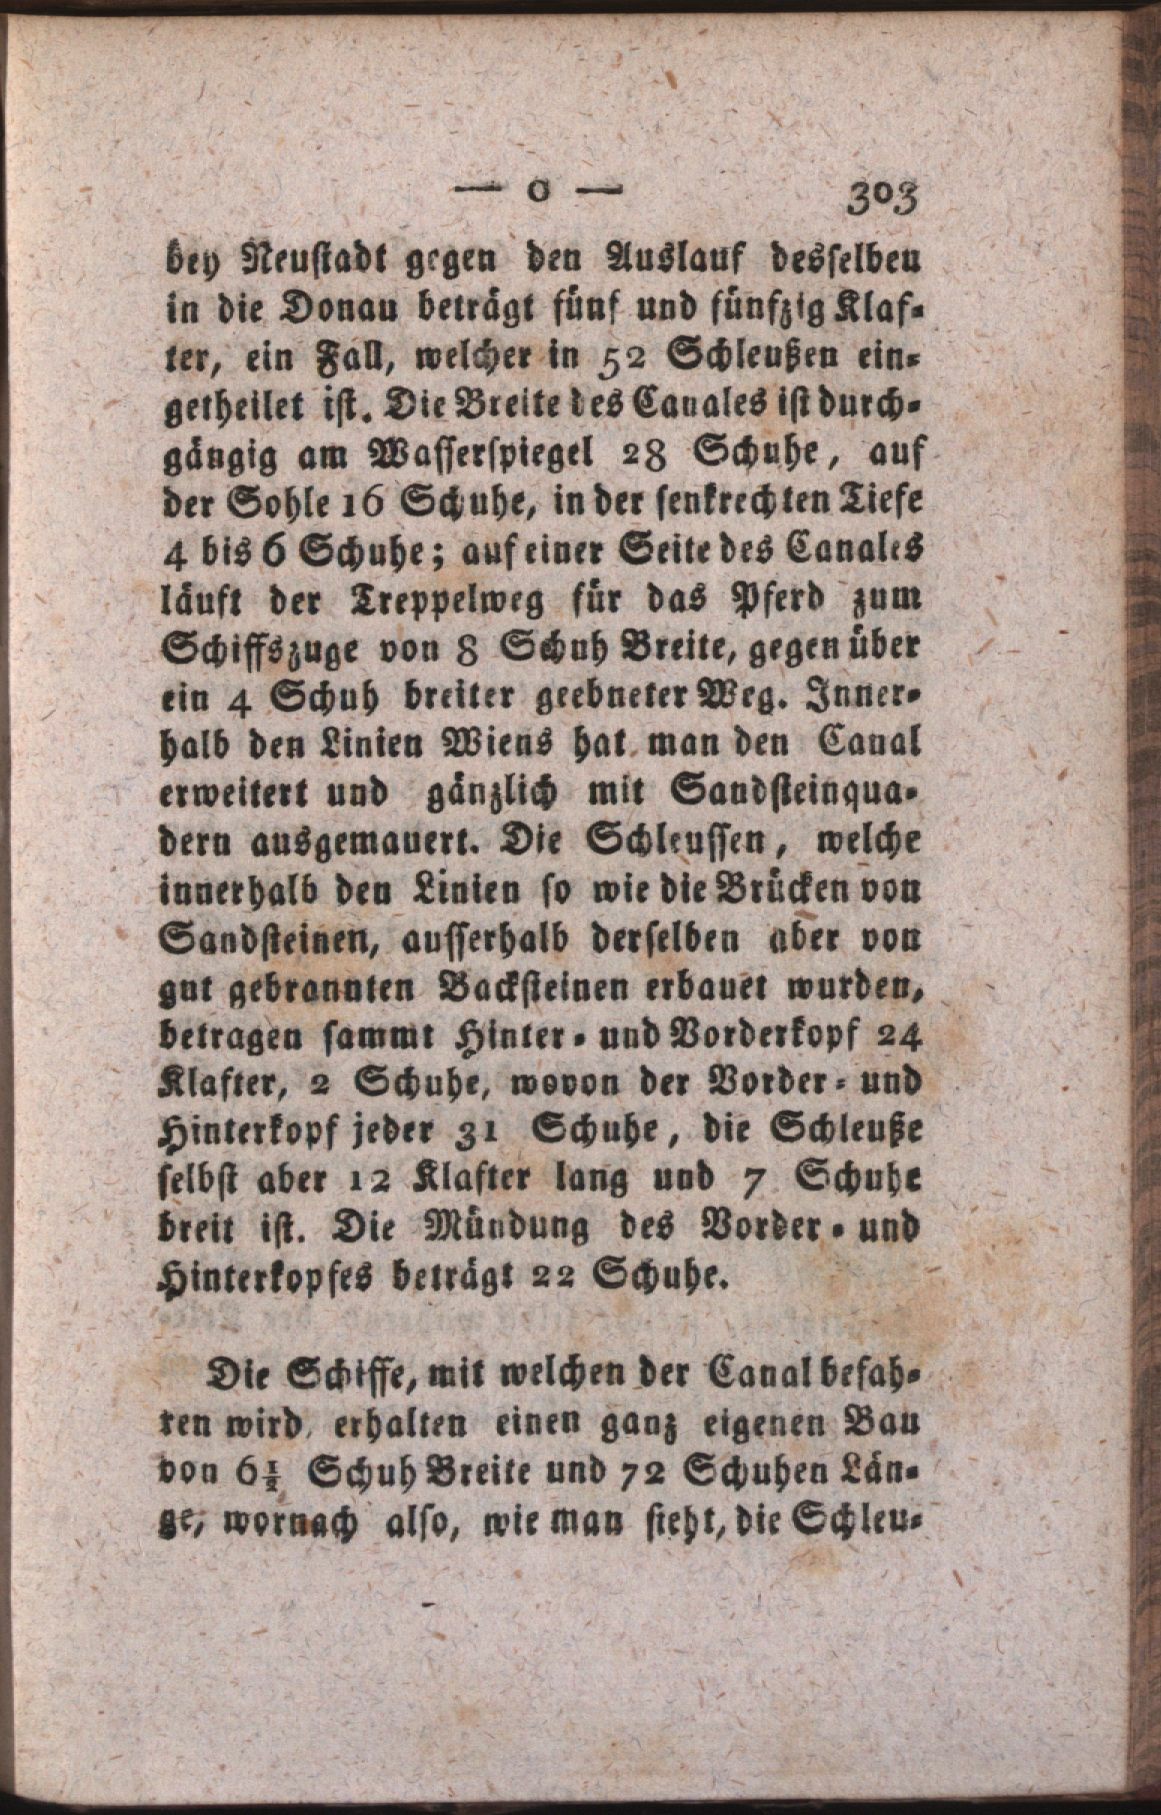 — o — 303
bey Neustadt gegen den Auslauf desselben
in die Donau beträgt fünf und fünfzig Klaf-
ter, ein Fall, welcher in 52 Schleußen ein-
getheilet ist. Die Breite des Canales ist durch-
gängig am Wasserspiegel 28 Schuhe, auf
der Sohle 16 Schuhe, in der senkrechten Tiefe
4 bis 6 Schuhe; auf einer Seite des Canales
läuft der Treppelweg für das Pferd zum
Schiffszuge von 8 Schuh Breite, gegen über
ein 4 Schuh breiter geebneter Weg. Inner-
halb den Linien Wiens hat man den Canal
erweitert und gänzlich mit Sandsteinqua-
dern ausgemauert. Die Schleussen, welche
innerhalb den Linien so wie die Brücken von
Sandsteinen, ausserhalb derselben aber von
gut gebrannten Backsteinen erbauet wurden,
betragen sammt Hinter- und Vorderkopf 24
Klafter, 2 Schuhe, wovon der Vorder- und
Hinterkopf jeder 31 Schuhe, die Schleuße
selbst aber 12 Klafter lang und 7 Schuhe
breit ist. Die Mündung des Vorder- und
Hinterkopfes beträgt 22 Schuhe.
Die Schiffe, mit welchen der Canal befah-
ren wird, erhalten einen ganz eigenen Bau
von 6½ Schuh Breite und 72 Schuhen Län-
ge, wornach also, wie man sieht, die Schleu-